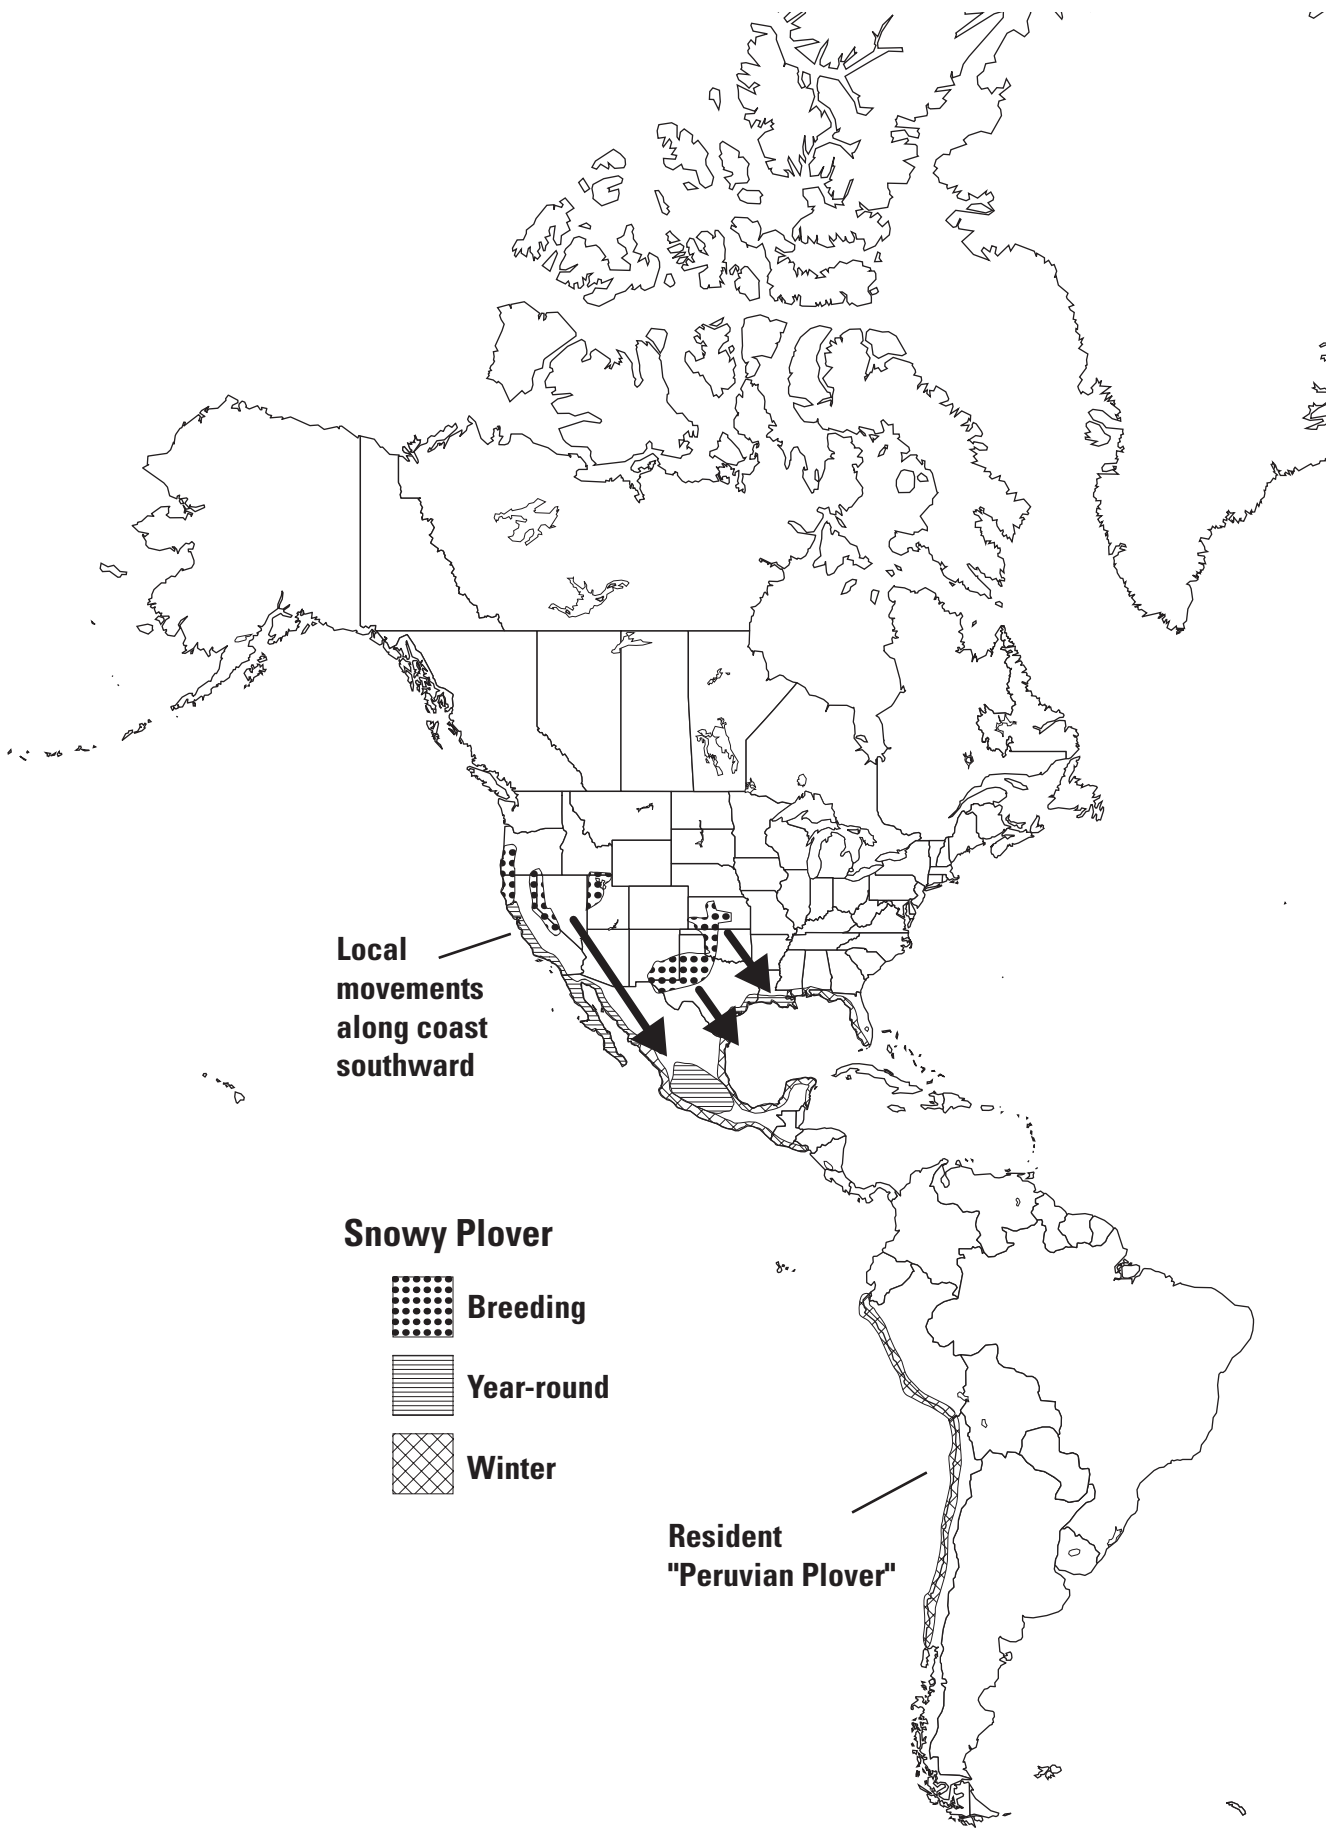 Local
movements
along coast
southward
Snowy Plover
Breeding
Year-round
Winter
Resident
"Peruvian Plover"